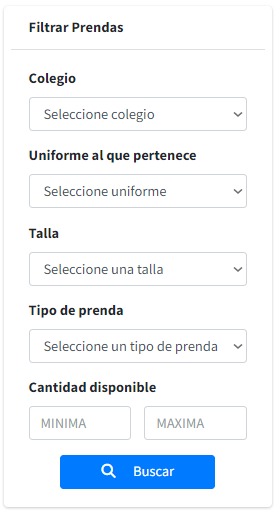 Filtrar Prendas
Colegio
Seleccione colegio
Uniforme al que pertenece
Seleccione uniforme
Talla
Seleccione una talla
Tipo de prenda
Seleccione un tipo de prenda
Cantidad disponible
MINIMA MAXIMA
Buscar